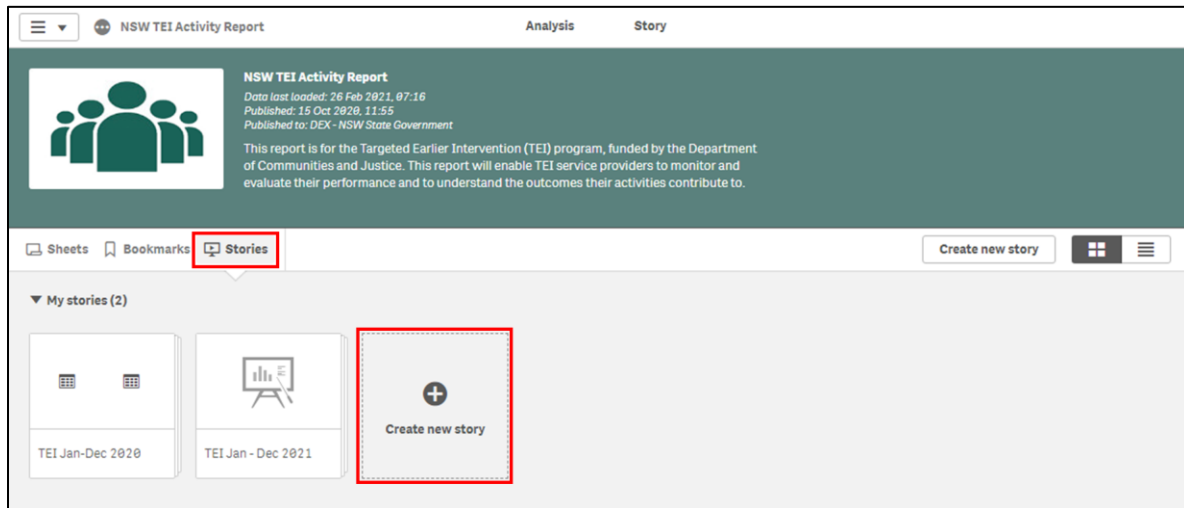 NSW TEI Activity Report
Analysis
Story
NSW TEI Activity Report
Data last loaded: 26 Feb 2021, 07:16
Published: 15 Oct 2020, 11:55
Published to: DEX - NSW State Government
This report is for the Targeted Earlier Intervention (TEI) program, funded by the Department
of Communities and Justice. This report will enable TEI service providers to monitor and
evaluate their performance and to understand the outcomes their activities contribute to.
Sheets
Bookmarks
Stories
Create new story
My stories (2)
TEI Jan-Dec 2020
TEI Jan - Dec 2021
Create new story